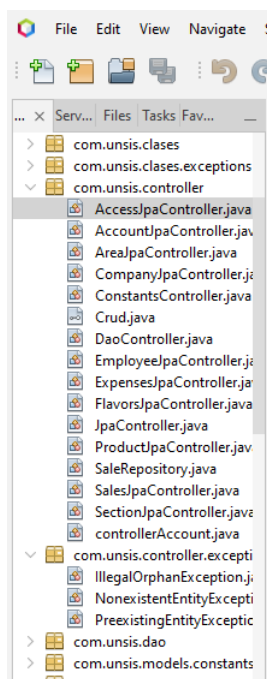 File Edit View Navigate
... × Serv... Files Tasks Fav...
com.unsis.clases
com.unsis.clases.exceptions
com.unsis.controller
AccessJpaController.java
AccountJpaController.jav
AreaJpaController.java
CompanyJpaController.ja
ConstantsController.java
Crud.java
DaoController.java
EmployeeJpaController.ja
ExpensesJpaController.ja
FlavorsJpaController.java
JpaController.java
ProductJpaController.jav
SaleRepository.java
SalesJpaController.java
SectionJpaController.java
controllerAccount.java
com.unsis.controller.excepti
IllegalOrphanException.ja
NonexistentEntityExcepti
PreexistingEntityExceptic
com.unsis.dao
com.unsis.models.constants